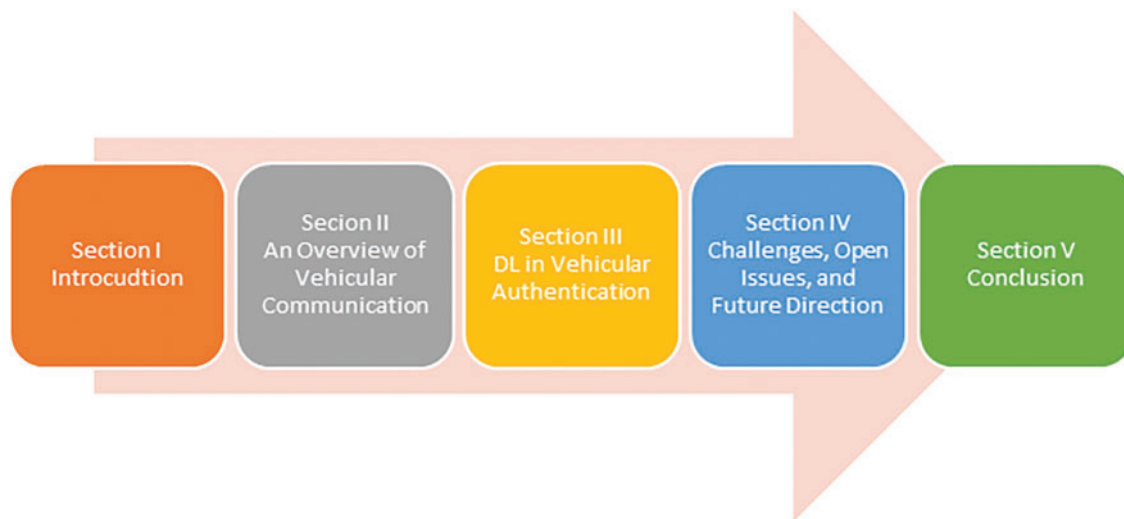 Section I
Introcudtion
Secion II
An Overview of
Vehicular
Communication
Section III
DL in Vehicular
Authentication
Section IV
Challenges, Open
Issues, and
Future Direction
Section V
Conclusion